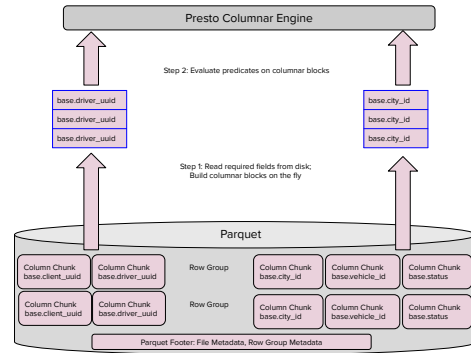 Presto Columnar Engine
Step 2: Evaluate predicates on columnar blocks
base.driver_uuid
base.driver_uuid
base.driver_uuid
base.city_id
base.city_id
base.city_id
Step 1: Read required fields from disk;
Build columnar blocks on the fly
Parquet
Column Chunk
base.client_uuid
Column Chunk
base.driver_uuid
Row Group
Column Chunk
base.city_id
Column Chunk
base.vehicle_id
Column Chunk
base.status
Column Chunk
base.client_uuid
Column Chunk
base.driver_uuid
Row Group
Column Chunk
base.city_id
Column Chunk
base.vehicle_id
Column Chunk
base.status
Parquet Footer: File Metadata, Row Group Metadata